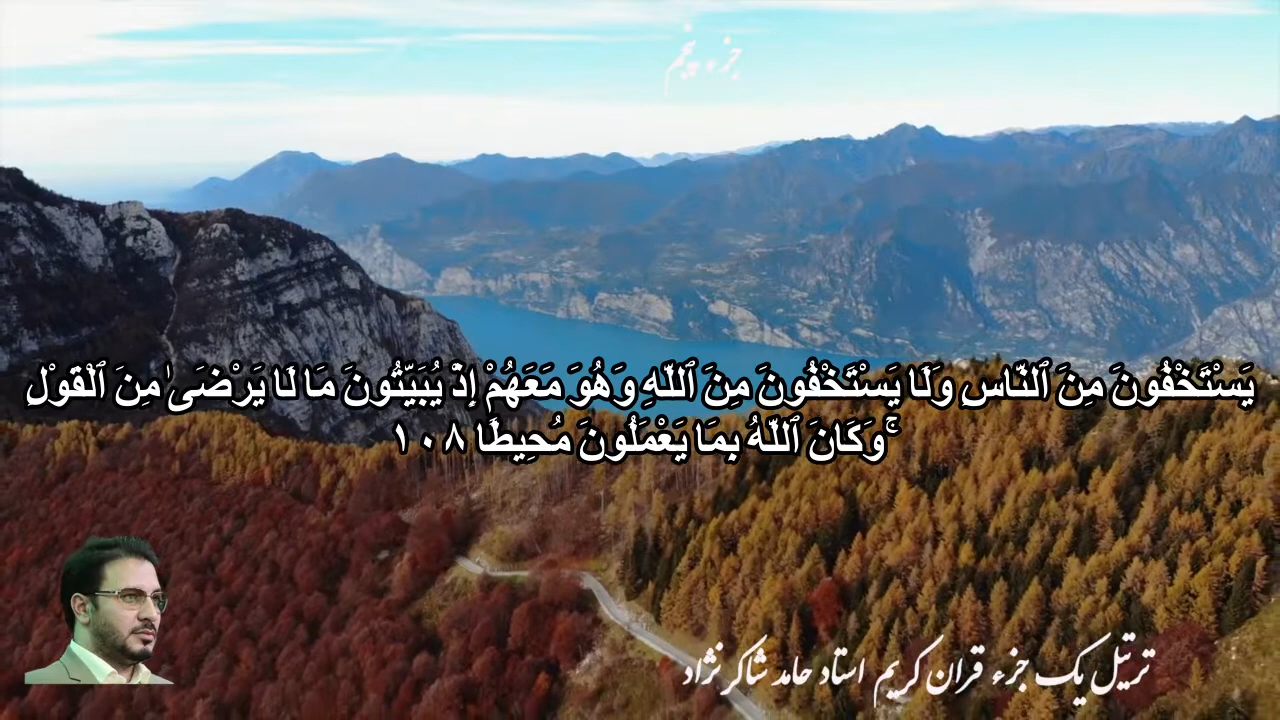 جزء پنجم
يَسْتَخْفُونَ مِنَ ٱلنَّاسِ وَلَا يَسْتَخْفُونَ مِنَ ٱللَّهِ وَهُوَ مَعَهُمْ إِذْ يُبَيِّتُونَ مَا لَا يَرْضَىٰ مِنَ ٱلْقَوْلِ
ۚ وَكَانَ ٱللَّهُ بِمَا يَعْمَلُونَ مُحِيطًا ١٠٨
ترتیل یک جزء قران کریم استاد حامد شاکرنژاد